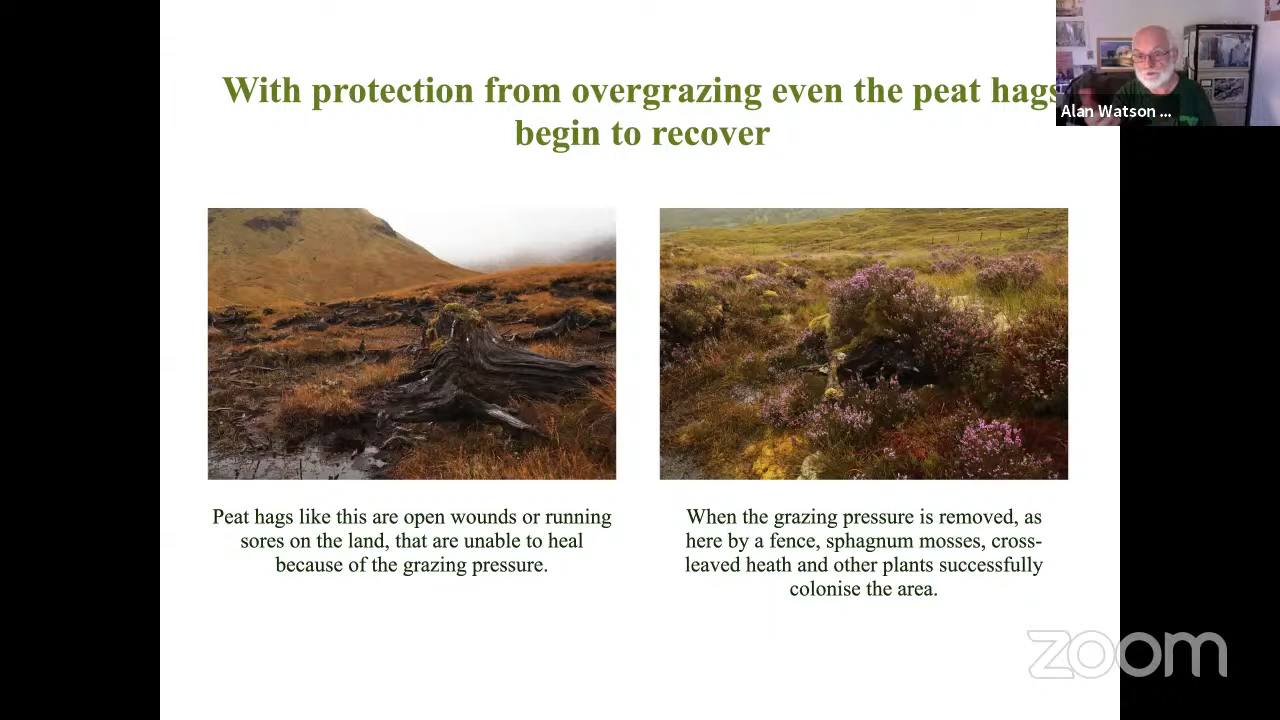 With protection from overgrazing even the peat hags
begin to recover
Alan Watson ...
Peat hags like this are open wounds or running
sores on the land, that are unable to heal
because of the grazing pressure.
When the grazing pressure is removed, as
here by a fence, sphagnum mosses, cross-
leaved heath and other plants successfully
colonise the area.
zoom